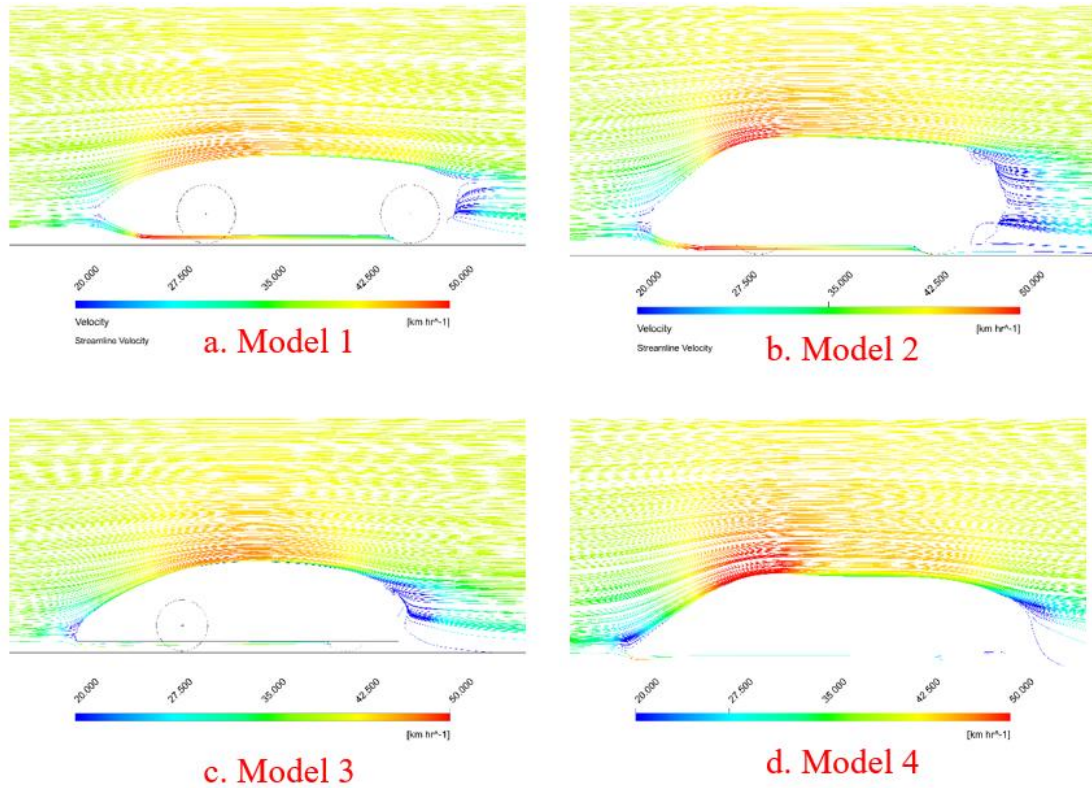 20.000 27.500 35.000 42.500 50.000
Velocity [km hr^-1]
Streamline Velocity
a. Model 1
20.000 27.500 35.000 42.500 50.000
Velocity [km hr^-1]
Streamline Velocity
b. Model 2
20.000 27.500 35.000 42.500 50.000
[km hr^-1]
c. Model 3
20.000 27.500 35.000 42.500 50.000
[km hr^-1]
d. Model 4